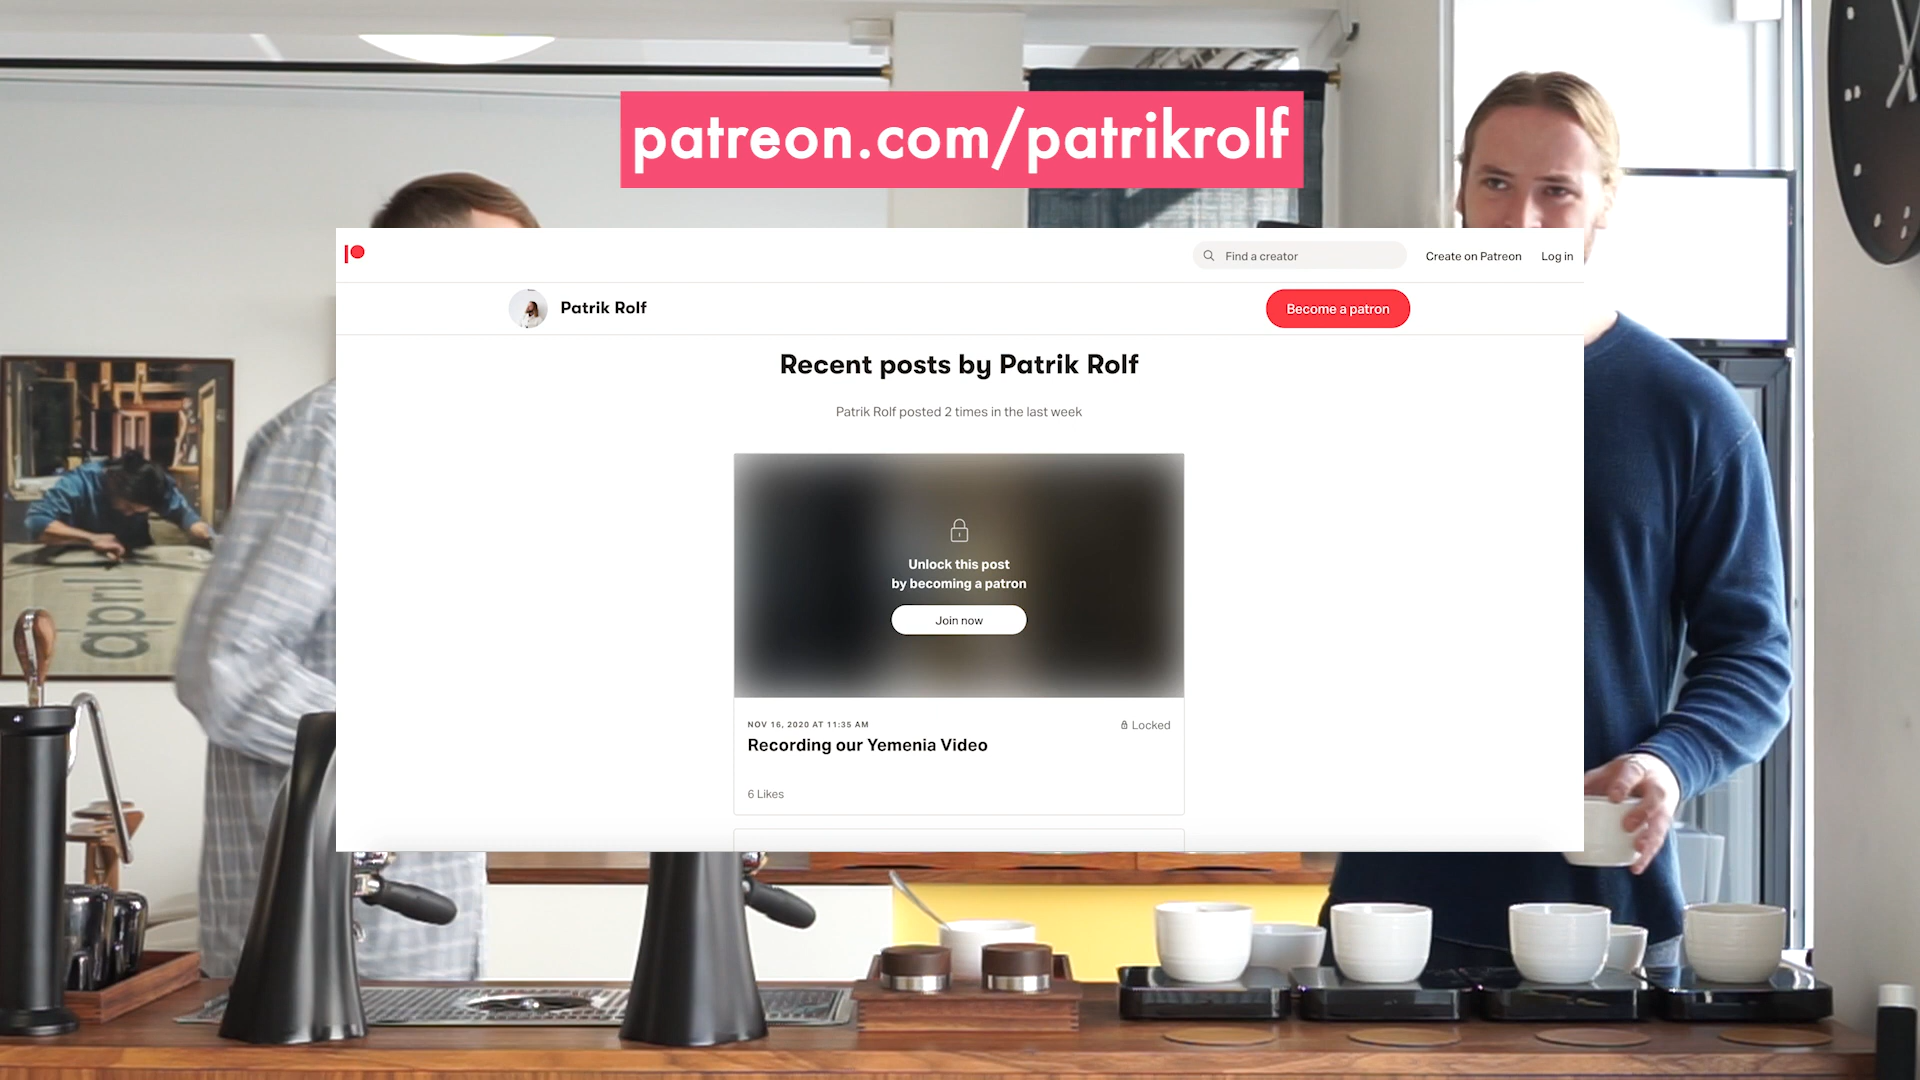 patreon.com/patrikrolf
Find a creator
Create on Patreon
Log in
Patrik Rolf
Become a patron
Recent posts by Patrik Rolf
Patrik Rolf posted 2 times in the last week
Unlock this post
by becoming a patron
Join now
NOV 16, 2020 AT 11:35 AM
Locked
Recording our Yemenia Video
6 Likes
april